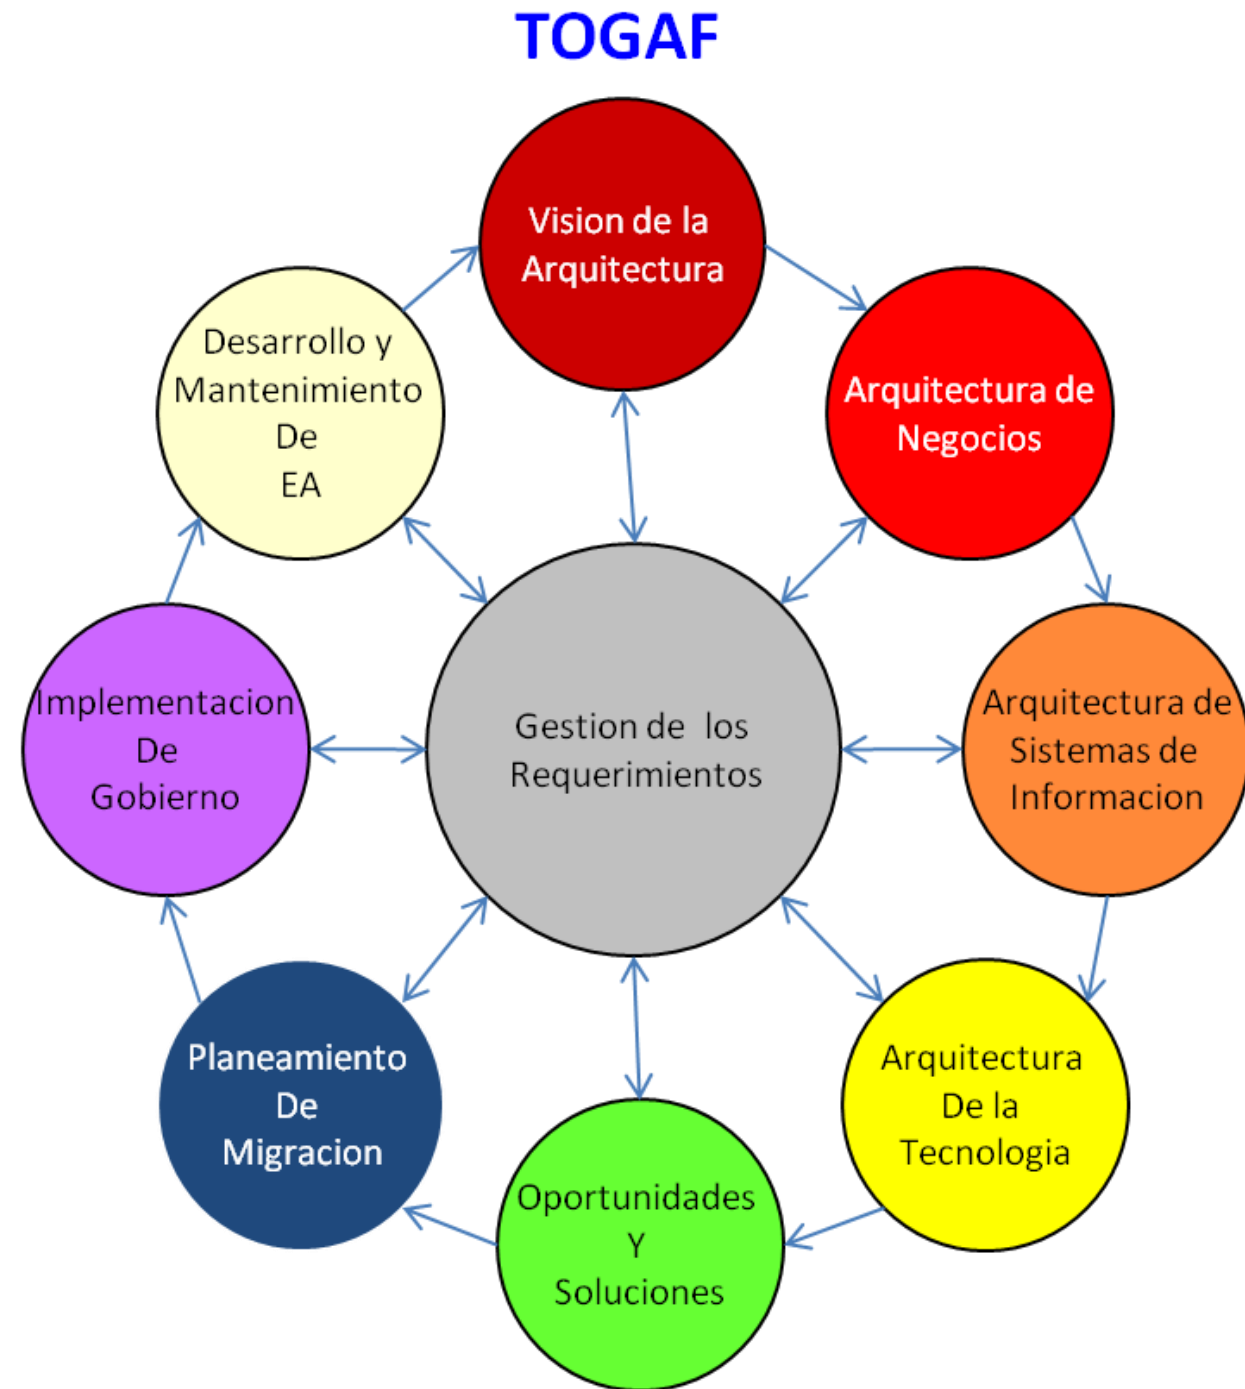 TOGAF
Vision de la
Arquitectura
Arquitectura de
Negocios
Arquitectura de
Sistemas de
Informacion
Arquitectura
De la
Tecnologia
Oportunidades
Y
Soluciones
Planeamiento
De
Migracion
Implementacion
De
Gobierno
Desarrollo y
Mantenimiento
De
EA
Gestion de los
Requerimientos